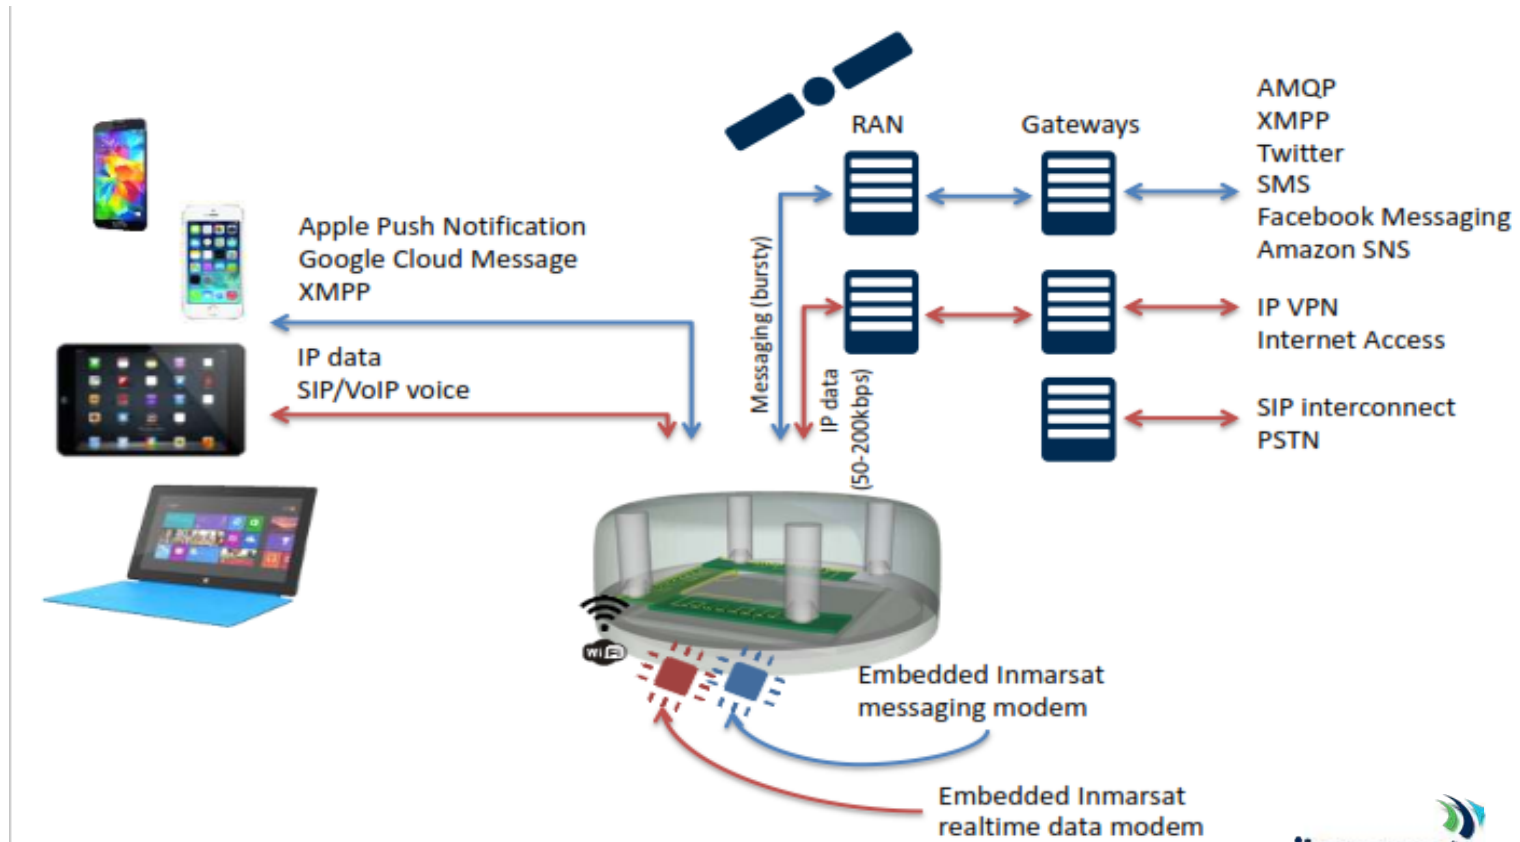 RAN
Gateways
AMQP
XMPP
Twitter
SMS
Facebook Messaging
Amazon SNS
Apple Push Notification
Google Cloud Message
XMPP
IP data
SIP/VoIP voice
Messaging (bursty)
IP data
(50-200kbps)
IP VPN
Internet Access
SIP interconnect
PSTN
WiFi
Embedded Inmarsat
messaging modem
Embedded Inmarsat
realtime data modem